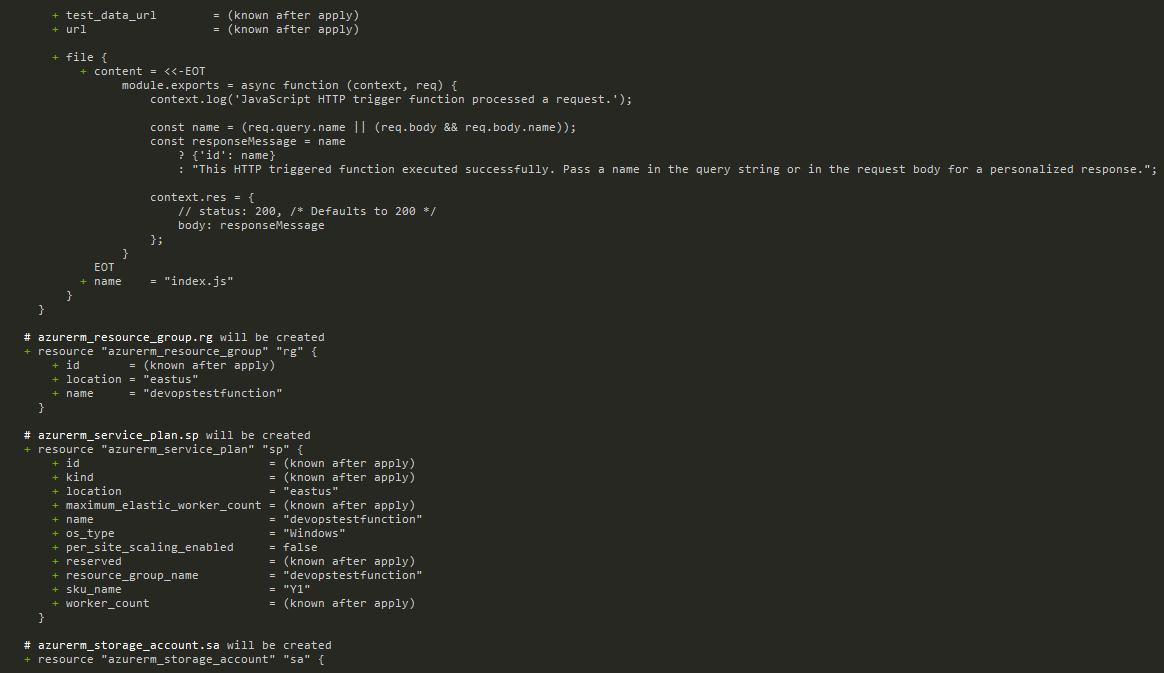 + test_data_url        = (known after apply)
+ url                  = (known after apply)
+ file {
+ content = <<-EOT
module.exports = async function (context, req) {
context.log('JavaScript HTTP trigger function processed a request.');
const name = (req.query.name || (req.body && req.body.name));
const responseMessage = name
? {'id': name}
: "This HTTP triggered function executed successfully. Pass a name in the query string or in the request body for a personalized response.";
context.res = {
// status: 200, /* Defaults to 200 */
body: responseMessage
};
}
EOT
+ name    = "index.js"
}
}
# azurerm_resource_group.rg will be created
+ resource "azurerm_resource_group" "rg" {
+ id       = (known after apply)
+ location = "eastus"
+ name     = "devopstestfunction"
}
# azurerm_service_plan.sp will be created
+ resource "azurerm_service_plan" "sp" {
+ id                           = (known after apply)
+ kind                         = (known after apply)
+ location                     = "eastus"
+ maximum_elastic_worker_count = (known after apply)
+ name                         = "devopstestfunction"
+ os_type                      = "Windows"
+ per_site_scaling_enabled     = false
+ reserved                     = (known after apply)
+ resource_group_name          = "devopstestfunction"
+ sku_name                     = "Y1"
+ worker_count                 = (known after apply)
}
# azurerm_storage_account.sa will be created
+ resource "azurerm_storage_account" "sa" {